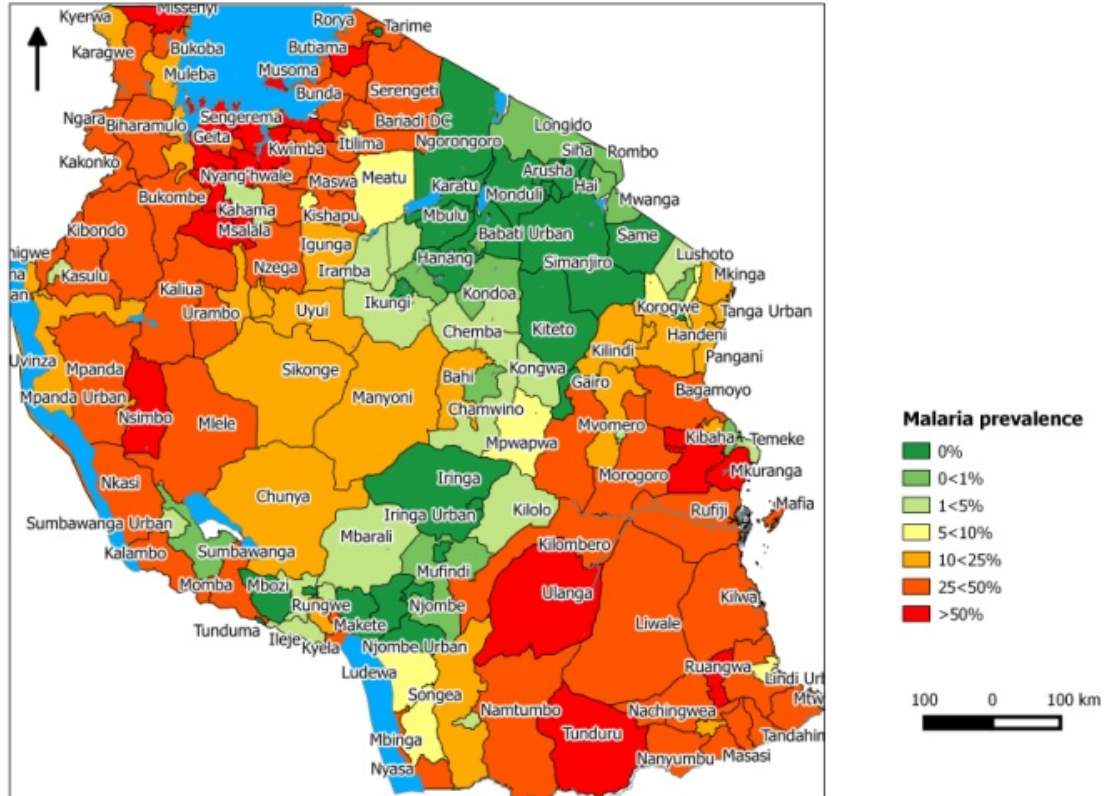 Missenyi
Kyerwa
Rorya
Tarime
Karagwe
Bukoba
Butiama
Muleba
Musoma
Serengeti
Bunda
Ngara
Biharamulo
Sengerema
Bariadi DC
Longido
Geita
Kwimba
Itilima
Ngorongoro
Siha
Rombo
Kakonko
Nyang'hwale
Maswa
Meatu
Karatu
Arusha
Monduli
Hai
Bukombe
Kahama
Kishapu
Mbulu
Mwanga
Kibondo
Msalala
Igunga
Babati Urban
Same
Kasulu
Nzega
Iramba
Hanang
Simanjiro
Lushoto
Mkinga
Kaliua
Ikungi
Kondoa
Korogwe
Urambo
Uyui
Chemba
Kiteto
Tanga Urban
Handeni
Kilindi
Pangani
Uvinza
Mpanda
Sikonge
Bahi
Kongwa
Gairo
Mpanda Urban
Manyoni
Bagamoyo
Nsimbo
Mlele
Chamwino
Mvomero
Mpwapwa
Kibaha
Temeke
Nkasi
Iringa
Morogoro
Mkuranga
Chunya
Mafia
Sumbawanga Urban
Iringa Urban
Kilolo
Rufiji
Kalambo
Sumbawanga
Mbarali
Kilombero
Momba
Mbozi
Mufindi
Rungwe
Njombe
Ulanga
Kilwa
Tunduma
Ileje
Makete
Liwale
Kyela
Njombe Urban
Ludewa
Ruangwa
Lindi Url
Songea
Namtumbo
Nachingwea
Mtw
Mbinga
Tunduru
Tandahim
Nyasa
Nanyumbu
Masasi
Malaria prevalence
0%
0<1%
1<5%
5<10%
10<25%
25<50%
>50%
100 0 100 km